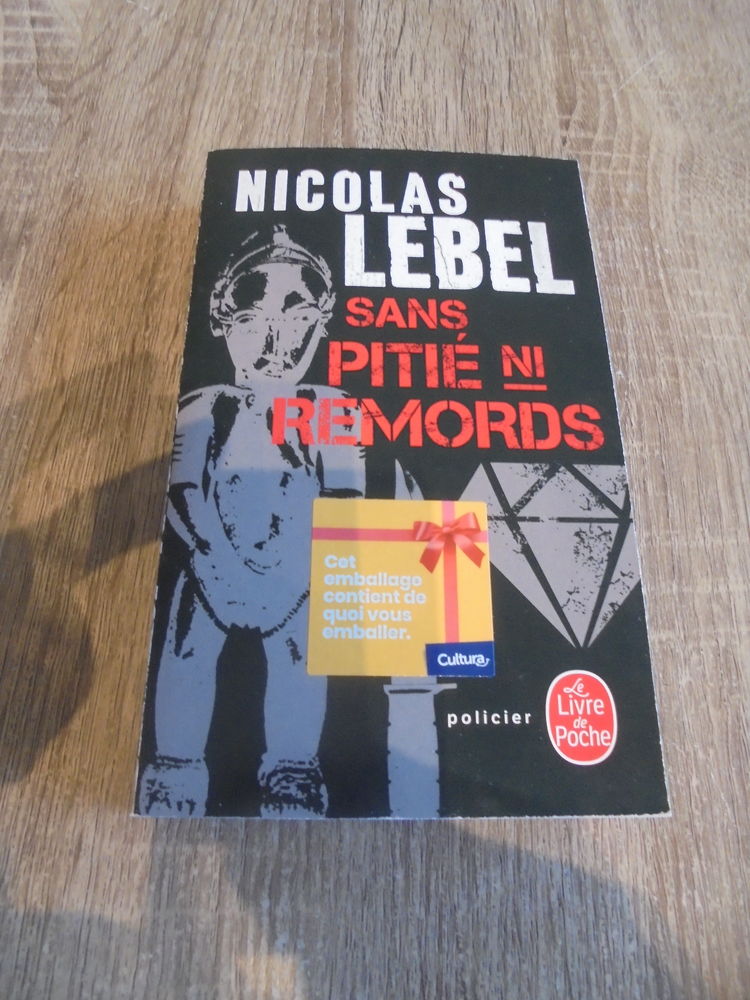 NICOLAS
LEBEL
SANS
PITIÉ NI
REMORDS
Cet
emballage
contient de
quoi vous
emballer.
Cultura
policier
Le
Livre
de
Poche